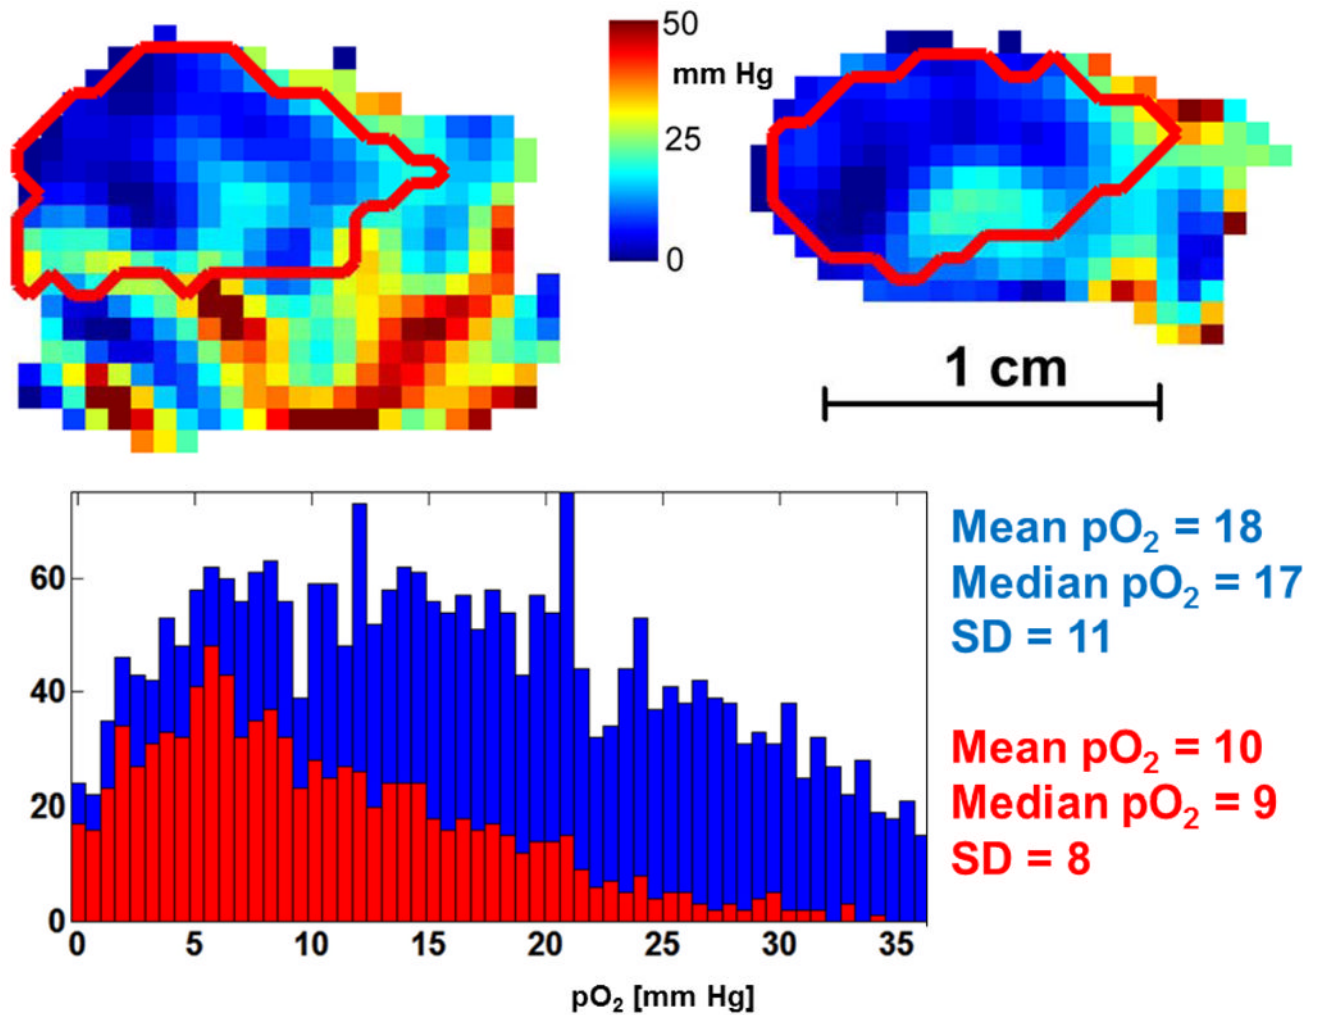 50
mm Hg
25
0
1 cm
60
40
20
0
0 5 10 15 20 25 30 35
pO₂ [mm Hg]
Mean pO₂ = 18
Median pO₂ = 17
SD = 11
Mean pO₂ = 10
Median pO₂ = 9
SD = 8